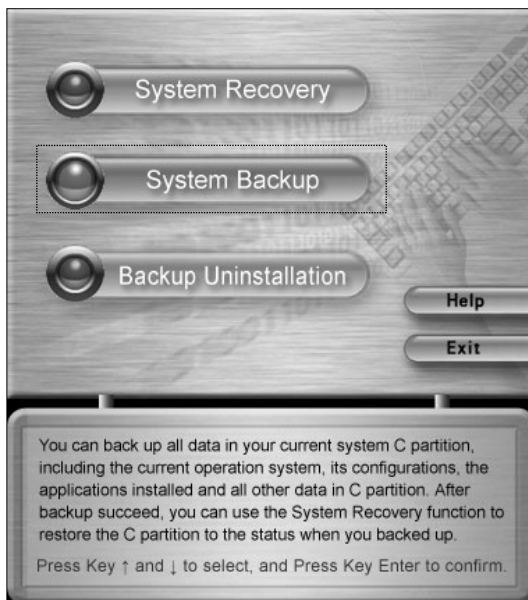 System Recovery
System Backup
Backup Uninstallation
Help
Exit
You can back up all data in your current system C partition,
including the current operation system, its configurations, the
applications installed and all other data in C partition. After
backup succeed, you can use the System Recovery function to
restore the C partition to the status when you backed up.
Press Key ↑ and ↓ to select, and Press Key Enter to confirm.